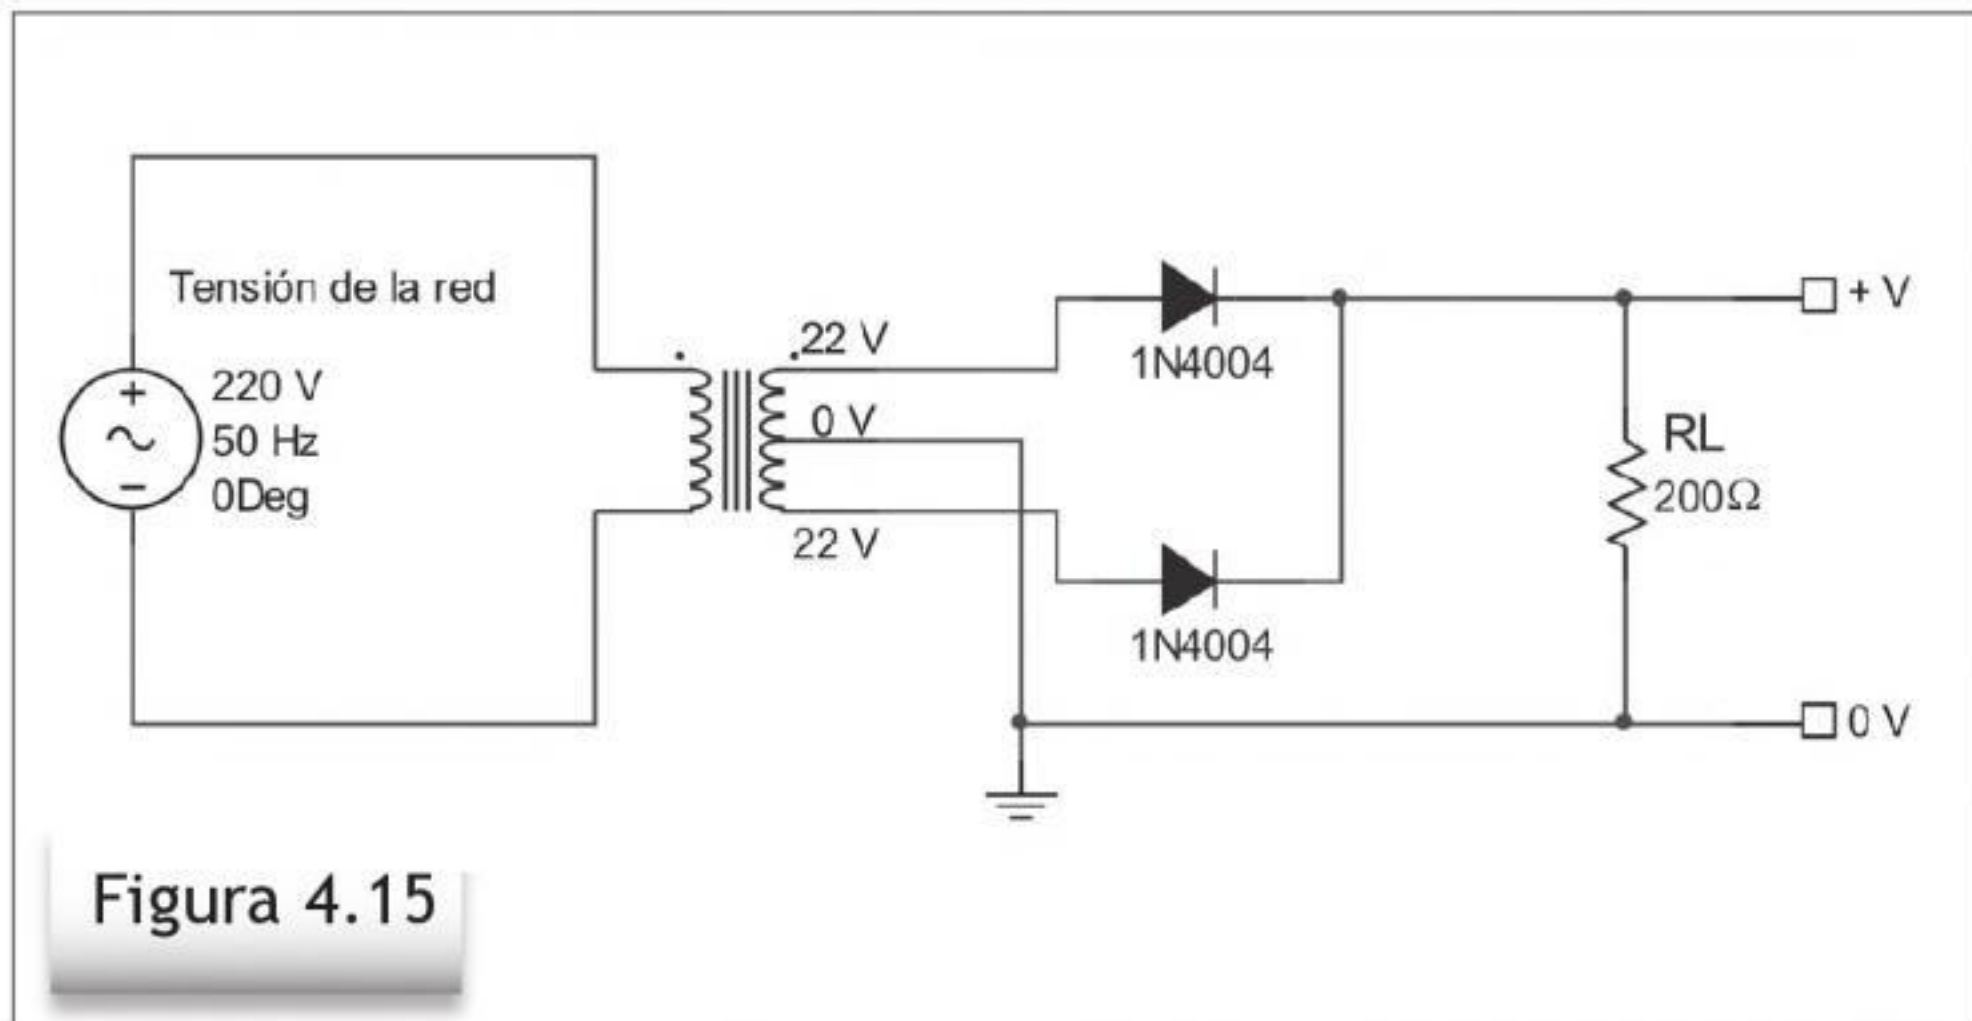 Tensión de la red
220 V
50 Hz
0Deg
+
−
22 V
0 V
22 V
1N4004
1N4004
+ V
RL
200Ω
0 V
Figura 4.15